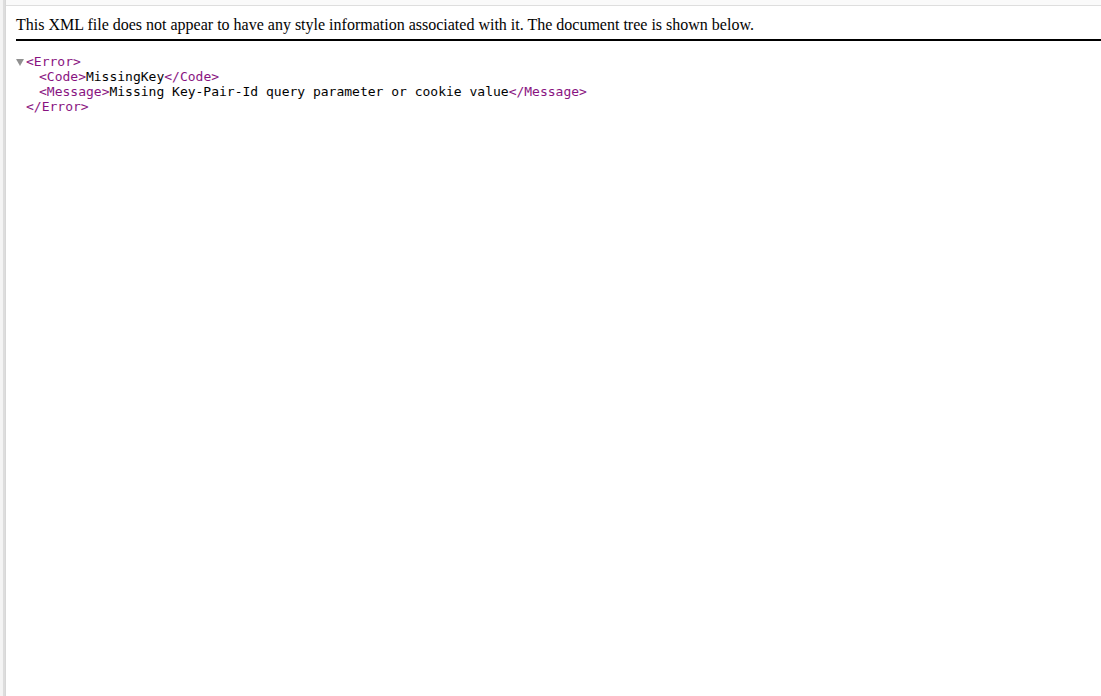 This XML file does not appear to have any style information associated with it. The document tree is shown below.
<Error>
<Code>MissingKey</Code>
<Message>Missing Key-Pair-Id query parameter or cookie value</Message>
</Error>